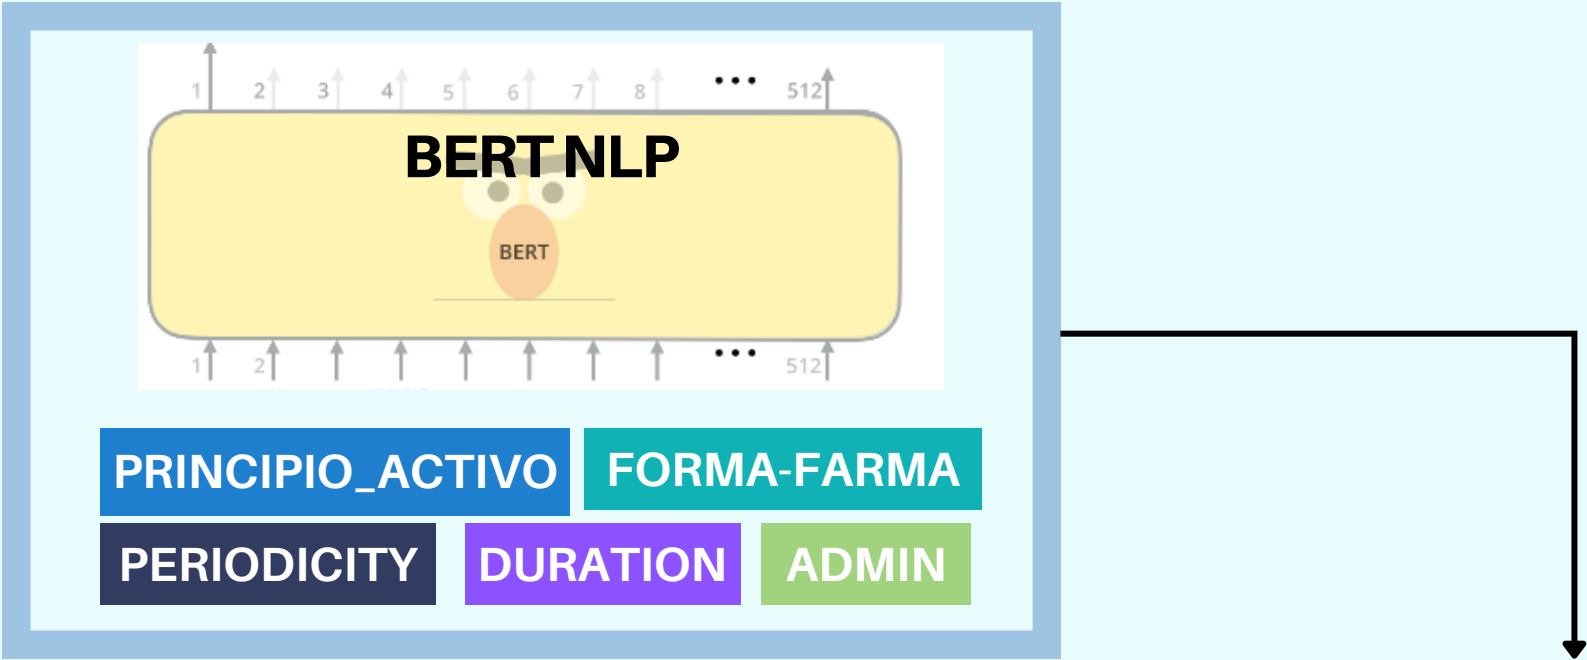 1 2 3 4 5 6 7 8 ••• 512
BERT NLP
BERT
1 2 ••• 512
PRINCIPIO_ACTIVO FORMA-FARMA
PERIODICITY DURATION ADMIN